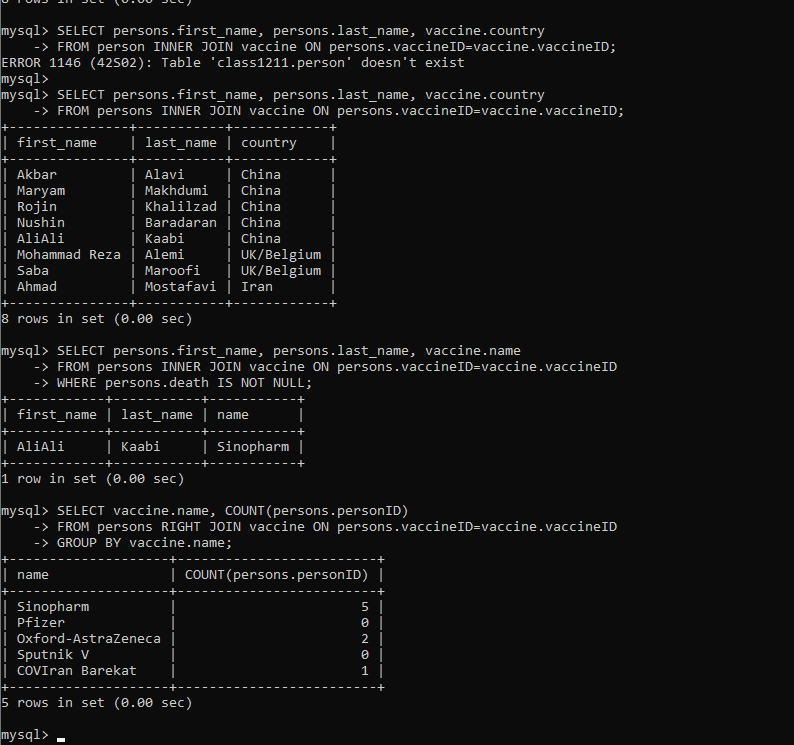 8 rows in set (0.00 sec)
mysql> SELECT persons.first_name, persons.last_name, vaccine.country
    -> FROM person INNER JOIN vaccine ON persons.vaccineID=vaccine.vaccineID;
ERROR 1146 (42S02): Table 'class1211.person' doesn't exist
mysql>
mysql> SELECT persons.first_name, persons.last_name, vaccine.country
    -> FROM persons INNER JOIN vaccine ON persons.vaccineID=vaccine.vaccineID;
+---------------+-----------+------------+
| first_name    | last_name | country    |
+---------------+-----------+------------+
| Akbar         | Alavi     | China      |
| Maryam        | Makhdumi  | China      |
| Rojin         | Khalilzad | China      |
| Nushin        | Baradaran | China      |
| AliAli        | Kaabi     | China      |
| Mohammad Reza | Alemi     | UK/Belgium |
| Saba          | Maroofi   | UK/Belgium |
| Ahmad         | Mostafavi | Iran       |
+---------------+-----------+------------+
8 rows in set (0.00 sec)

mysql> SELECT persons.first_name, persons.last_name, vaccine.name
    -> FROM persons INNER JOIN vaccine ON persons.vaccineID=vaccine.vaccineID
    -> WHERE persons.death IS NOT NULL;
+------------+-----------+-----------+
| first_name | last_name | name      |
+------------+-----------+-----------+
| AliAli     | Kaabi     | Sinopharm |
+------------+-----------+-----------+
1 row in set (0.00 sec)

mysql> SELECT vaccine.name, COUNT(persons.personID)
    -> FROM persons RIGHT JOIN vaccine ON persons.vaccineID=vaccine.vaccineID
    -> GROUP BY vaccine.name;
+--------------------+-------------------------+
| name               | COUNT(persons.personID) |
+--------------------+-------------------------+
| Sinopharm          |                       5 |
| Pfizer             |                       0 |
| Oxford-AstraZeneca |                       2 |
| Sputnik V          |                       0 |
| COVIran Barekat    |                       1 |
+--------------------+-------------------------+
5 rows in set (0.00 sec)

mysql>